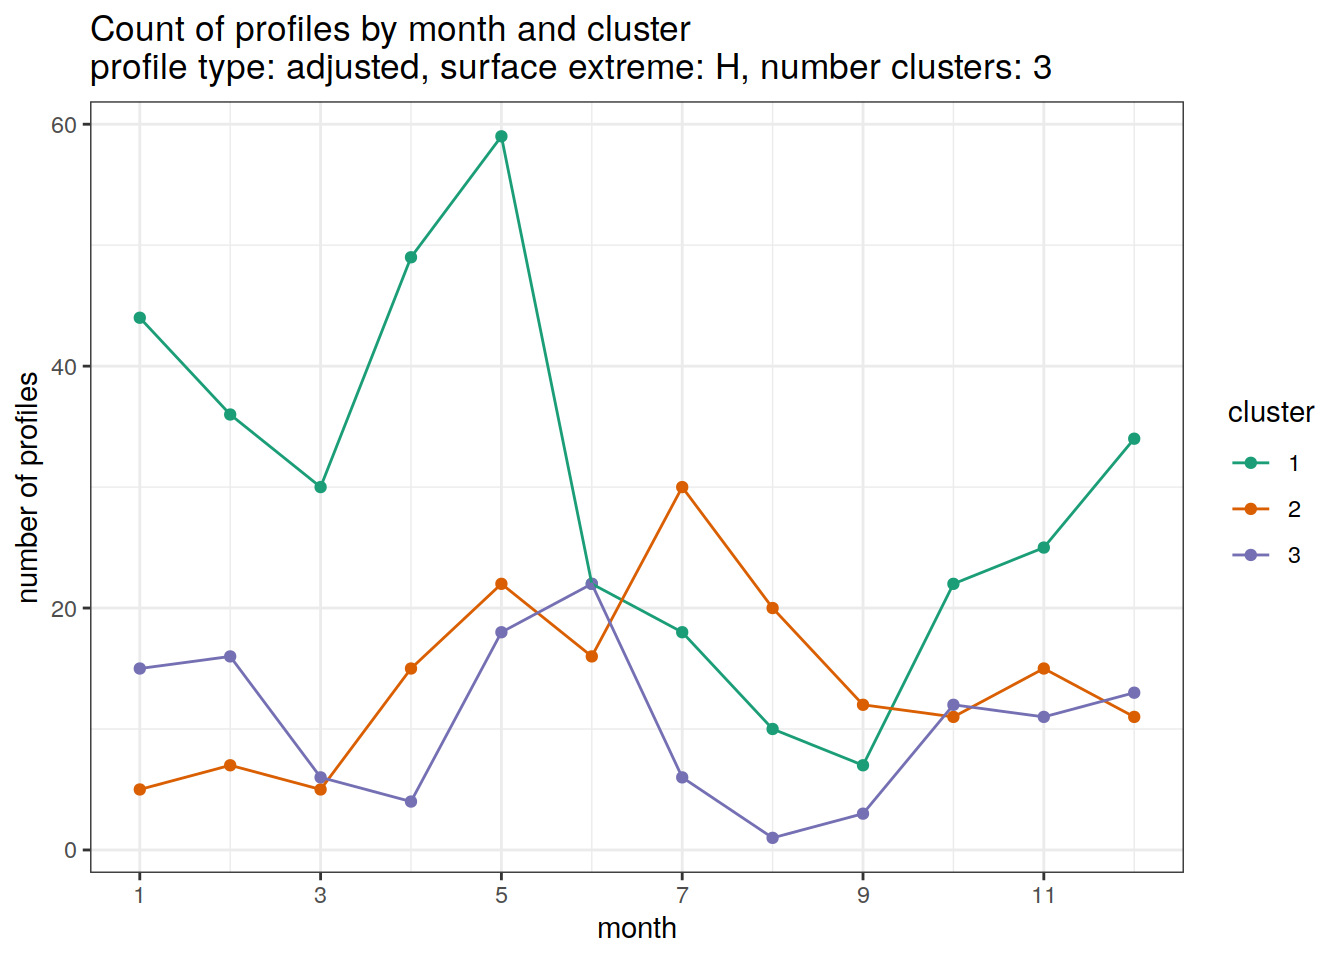 Count of profiles by month and cluster
profile type: adjusted, surface extreme: H, number clusters: 3
60
40
20
0
number of profiles
1 3 5 7 9 11
month
cluster
1
2
3